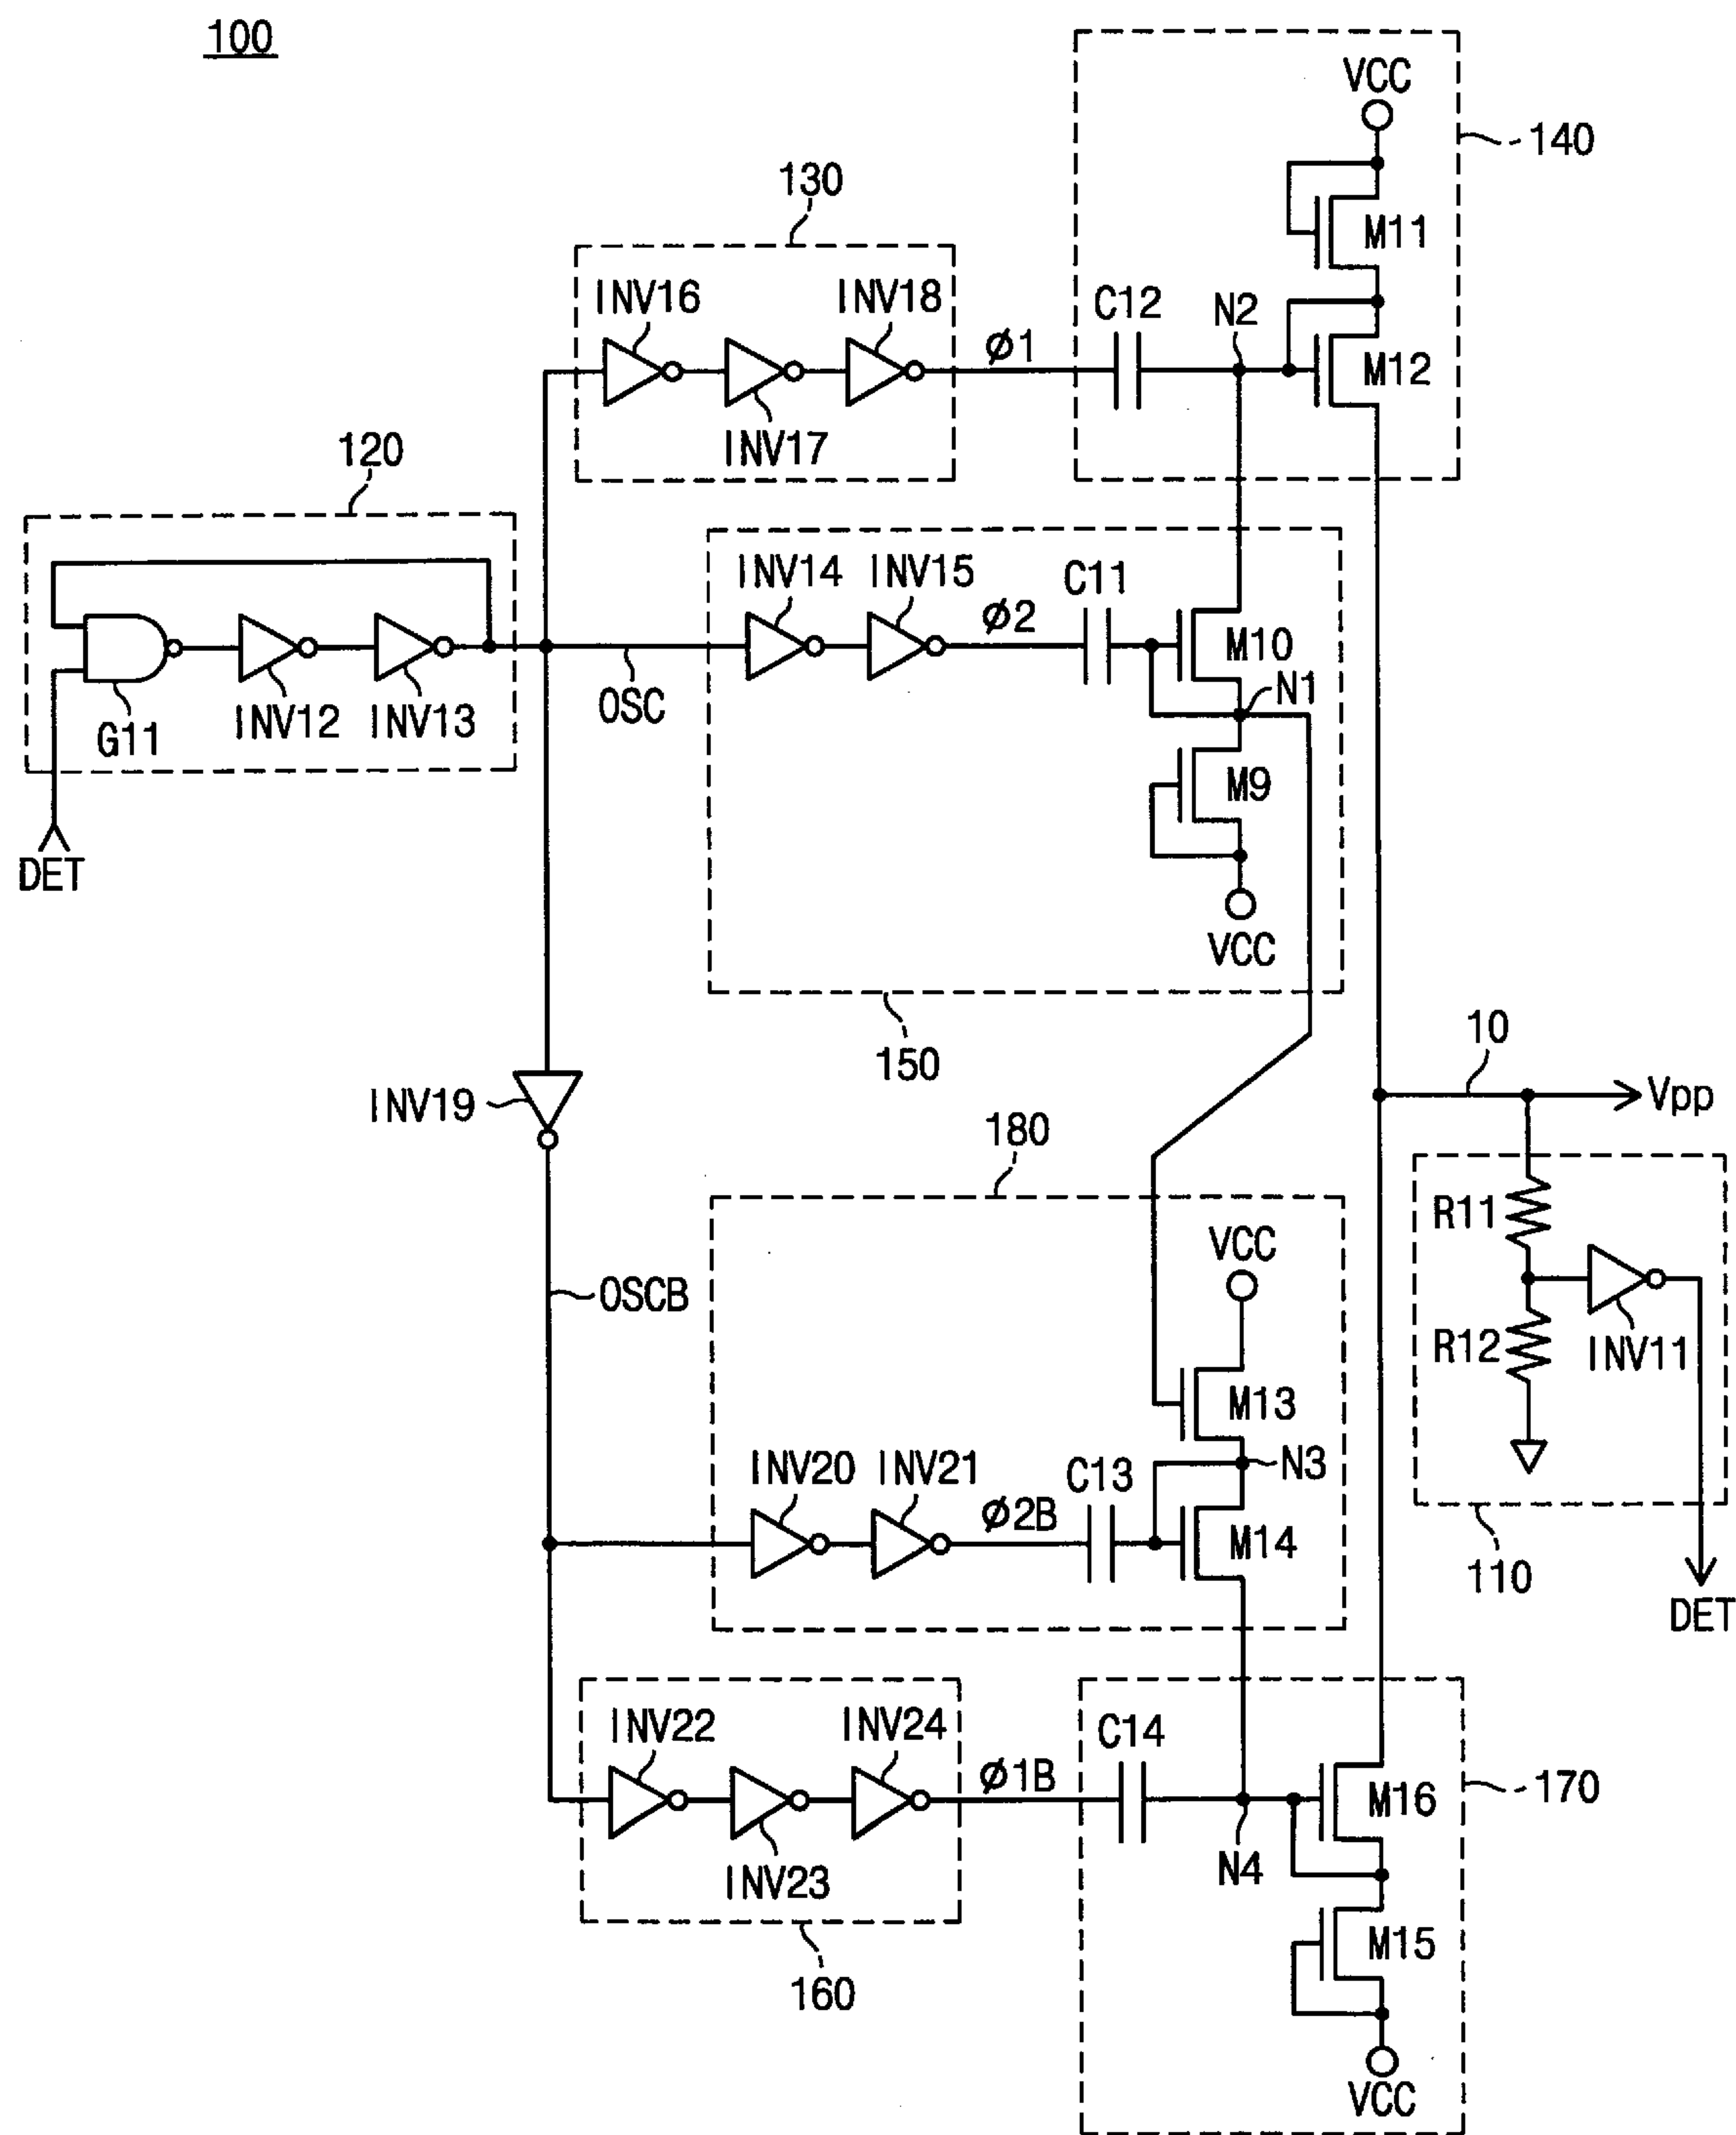 100
VCC
140
130
M11
INV16
INV18
C12
N2
ø1
M12
INV17
120
INV14
INV15
C11
ø2
M10
N1
OSC
INV12
INV13
G11
M9
DET
VCC
150
10
INV19
Vpp
180
R11
VCC
OSCB
R12
INV11
M13
INV20
INV21
C13
N3
ø2B
M14
110
DET
INV22
INV24
C14
ø1B
M16
170
INV23
N4
M15
160
VCC